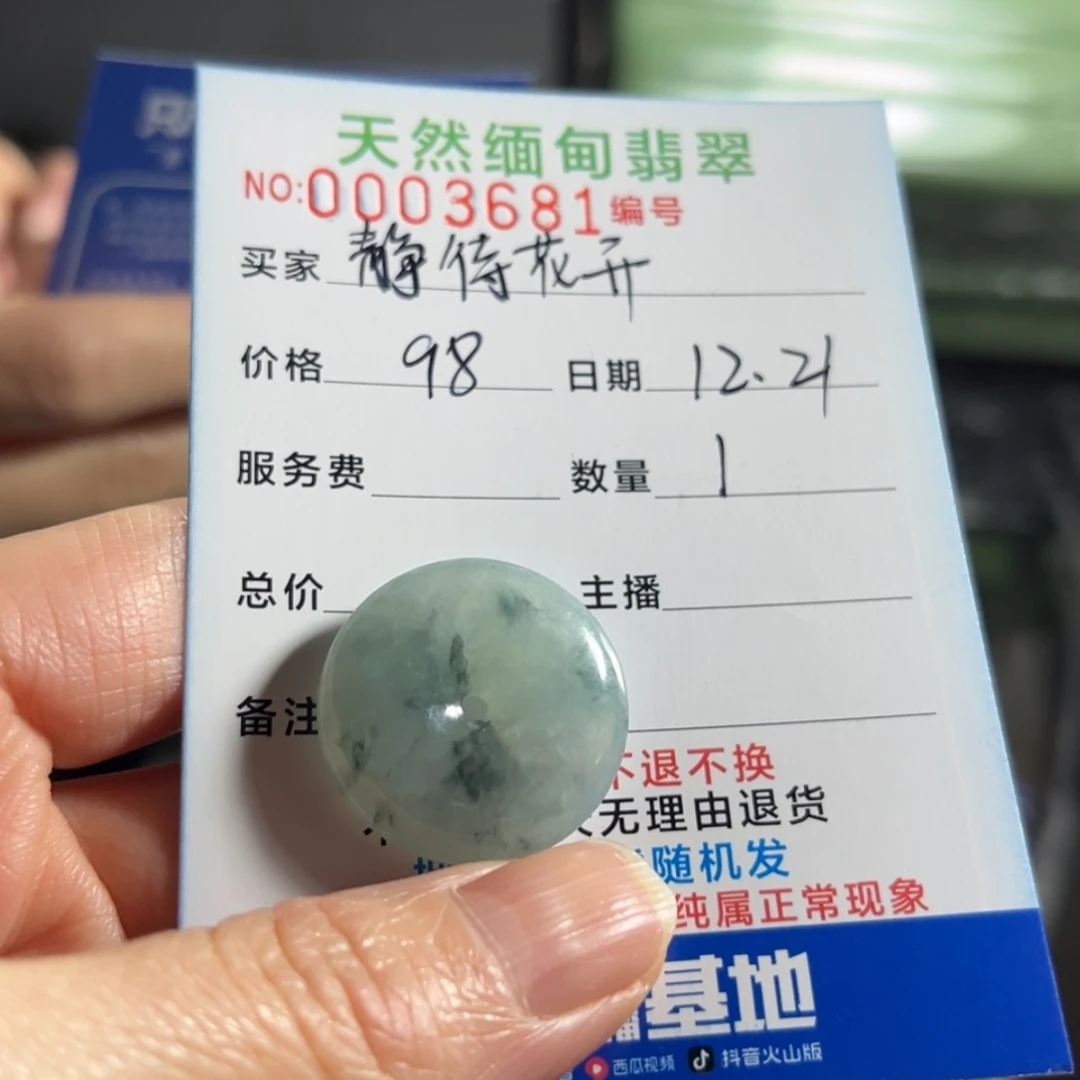 天然缅甸翡翠
NO:0003681编号
买家 静待花开
价格 98 日期 12.21
服务费 数量 1
总价 主播
备注
不退不换
无理由退货
随机发
纯属正常现象
基地
西瓜视频 抖音火山版